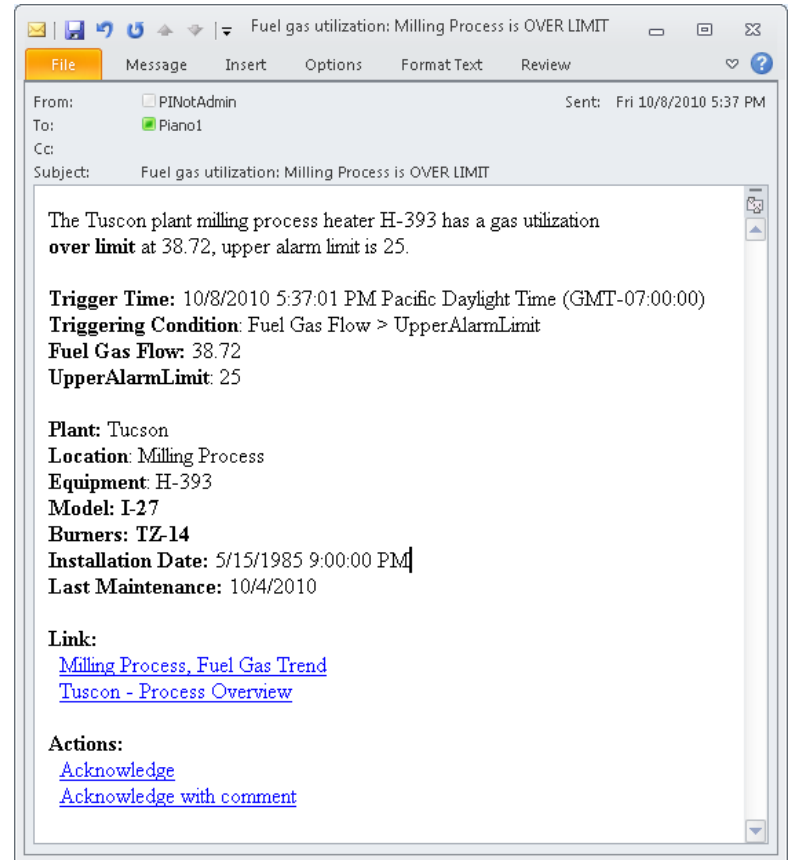 Fuel gas utilization: Milling Process is OVER LIMIT
File Message Insert Options Format Text Review
From: PINotAdmin Sent: Fri 10/8/2010 5:37 PM
To: Piano1
Cc:
Subject: Fuel gas utilization: Milling Process is OVER LIMIT
The Tuscon plant milling process heater H-393 has a gas utilization
over limit at 38.72, upper alarm limit is 25.
Trigger Time: 10/8/2010 5:37:01 PM Pacific Daylight Time (GMT-07:00:00)
Triggering Condition: Fuel Gas Flow > UpperAlarmLimit
Fuel Gas Flow: 38.72
UpperAlarmLimit: 25
Plant: Tucson
Location: Milling Process
Equipment: H-393
Model: I-27
Burners: TZ-14
Installation Date: 5/15/1985 9:00:00 PM
Last Maintenance: 10/4/2010
Link:
Milling Process, Fuel Gas Trend
Tuscon - Process Overview
Actions:
Acknowledge
Acknowledge with comment